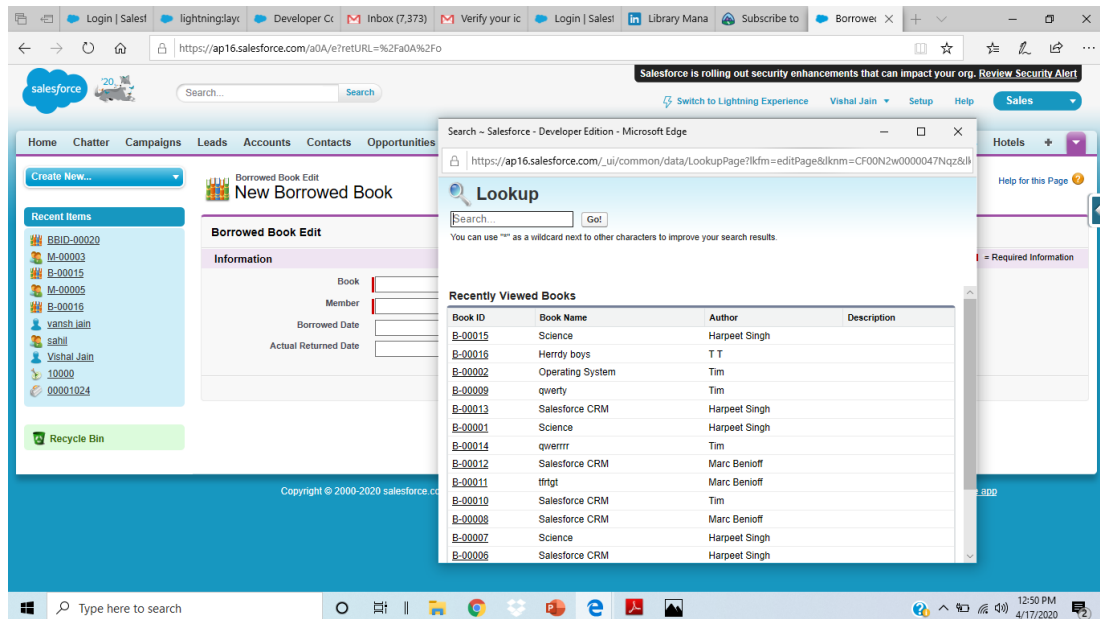 Login | Salesf
lightning:layo
Developer Co
Inbox (7,373)
Verify your ic
Login | Salest
Library Mana
Subscribe to
Borrowec
https://ap16.salesforce.com/a0A/e?retURL=%2Fa0A%2Fo
Salesforce is rolling out security enhancements that can impact your org. Review Security Alert
salesforce
'20
Search...
Search
Switch to Lightning Experience
Vishal Jain
Setup
Help
Sales
Home
Chatter
Campaigns
Leads
Accounts
Contacts
Opportunities
Hotels
+
Create New...
Borrowed Book Edit
New Borrowed Book
Help for this Page
Recent Items
BBID-00020
M-00003
B-00015
M-00005
B-00016
vansh jain
sahil
Vishal Jain
10000
00001024
Recycle Bin
Borrowed Book Edit
Information
= Required Information
Book
Member
Borrowed Date
Actual Returned Date
Copyright © 2000-2020 salesforce.co
app
Search ~ Salesforce - Developer Edition - Microsoft Edge
https://ap16.salesforce.com/_ui/common/data/LookupPage?lkfm=editPage&lknm=CF00N2w0000047Nqz&lk
Lookup
Search...
Go!
You can use "*" as a wildcard next to other characters to improve your search results.
Recently Viewed Books
Book ID Book Name Author Description
B-00015 Science Harpeet Singh
B-00016 Herrdy boys T T
B-00002 Operating System Tim
B-00009 qwerty Tim
B-00013 Salesforce CRM Harpeet Singh
B-00001 Science Harpeet Singh
B-00014 qwerrrr Tim
B-00012 Salesforce CRM Marc Benioff
B-00011 tfrtgt Marc Benioff
B-00010 Salesforce CRM Tim
B-00008 Salesforce CRM Marc Benioff
B-00007 Science Harpeet Singh
B-00006 Salesforce CRM Harpeet Singh
Type here to search
12:50 PM
4/17/2020
2